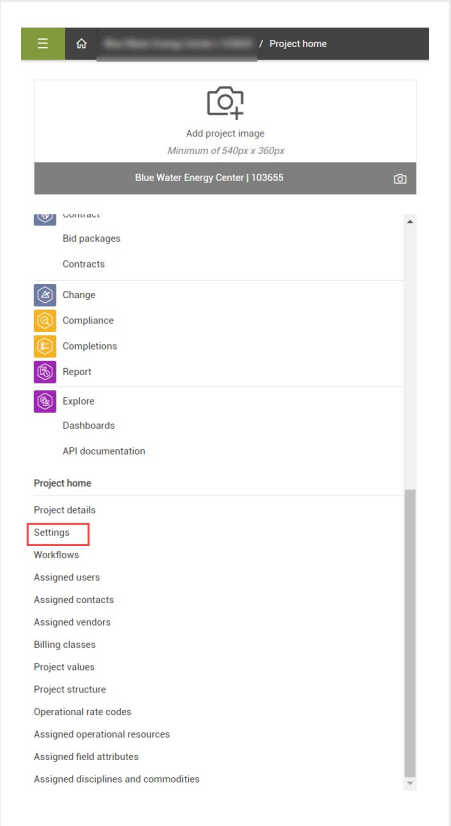 / Project home
Add project image
Minimum of 540px x 360px
Blue Water Energy Center | 103655
Contract
Bid packages
Contracts
Change
Compliance
Completions
Report
Explore
Dashboards
API documentation
Project home
Project details
Settings
Workflows
Assigned users
Assigned contacts
Assigned vendors
Billing classes
Project values
Project structure
Operational rate codes
Assigned operational resources
Assigned field attributes
Assigned disciplines and commodities